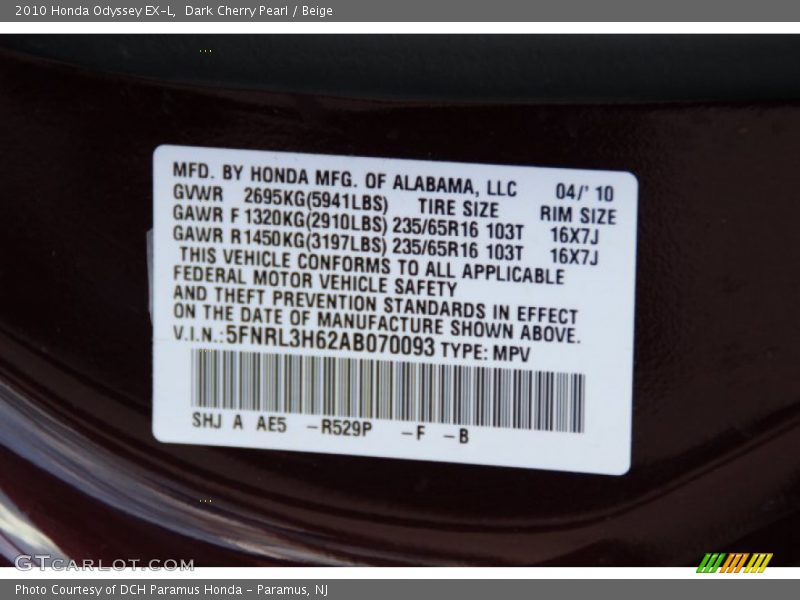 2010 Honda Odyssey EX-L, Dark Cherry Pearl / Beige
MFD. BY HONDA MFG. OF ALABAMA, LLC 04/' 10
GVWR 2695KG(5941LBS) TIRE SIZE RIM SIZE
GAWR F 1320KG(2910LBS) 235/65R16 103T 16X7J
GAWR R1450KG(3197LBS) 235/65R16 103T 16X7J
THIS VEHICLE CONFORMS TO ALL APPLICABLE
FEDERAL MOTOR VEHICLE SAFETY
AND THEFT PREVENTION STANDARDS IN EFFECT
ON THE DATE OF MANUFACTURE SHOWN ABOVE.
V.I.N.:5FNRL3H62AB070093 TYPE: MPV
SHJ A AE5 -R529P -F -B
GTCARLOT.COM
Photo Courtesy of DCH Paramus Honda - Paramus, NJ